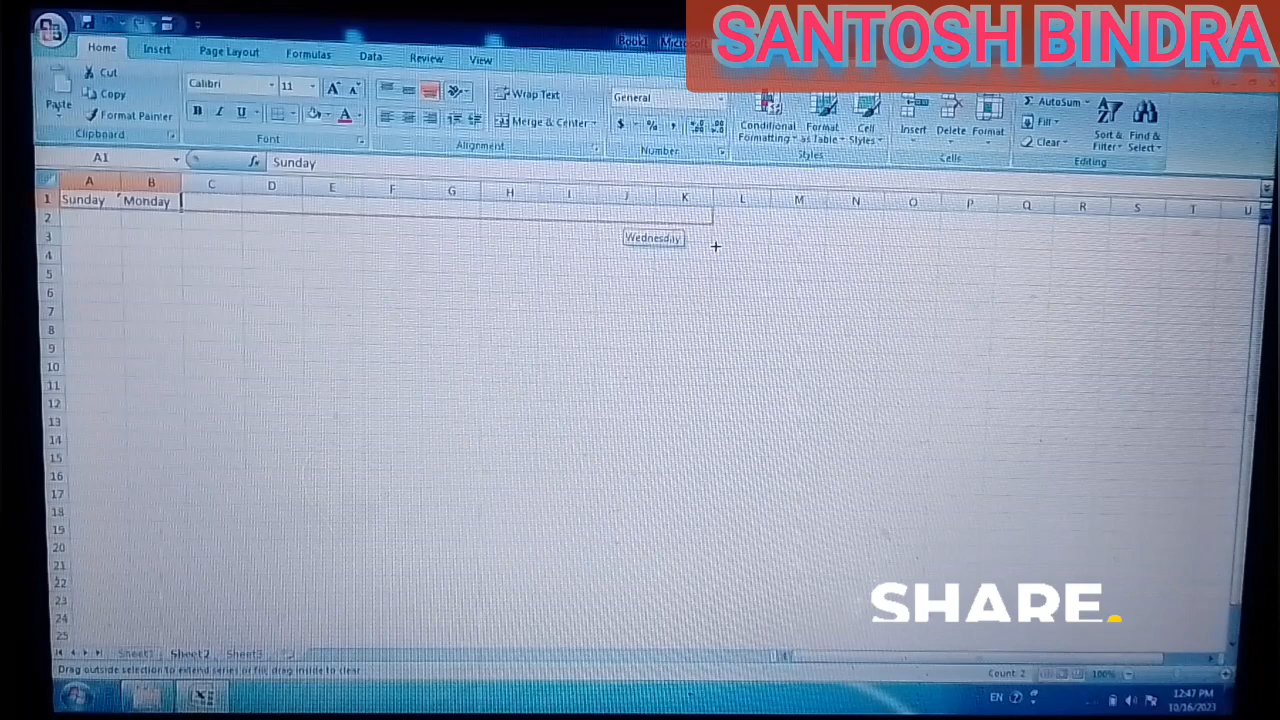 SANTOSH BINDRA
Book1 Microsoft
Home Insert Page Layout Formulas Data Review View
Paste
Cut
Copy
Format Painter
Clipboard
Calibri 11
B I U
Font
Wrap Text
Merge & Center
Alignment
General
$ % ,
Number
Conditional Formatting
Format as Table
Cell Styles
Styles
Insert Delete Format
Cells
Σ AutoSum
Fill
Clear
Sort & Filter
Find & Select
Editing
A1 fx Sunday
A B C D E F G H I J K L M N O P Q R S T U
1 Sunday Monday
2
3 Wednesday
4
5
6
7
8
9
10
11
12
13
14
15
16
17
18
19
20
21
22
23
24
25
SHARE.
Sheet1 Sheet2 Sheet3
Drag outside selection to extend series or fill; drag inside to clear
Count: 2 100%
EN 12:47 PM
10/16/2023